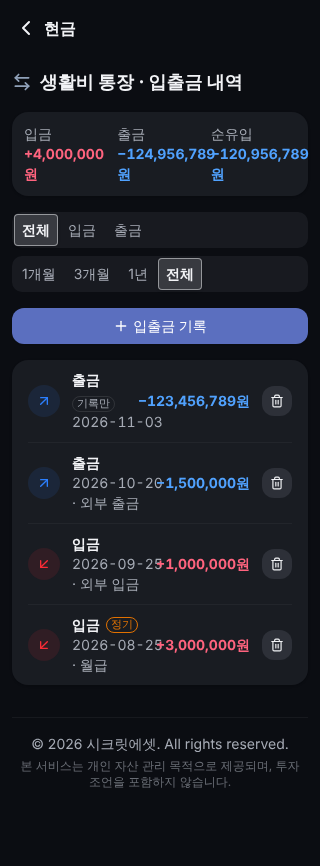 현금
생활비 통장 · 입출금 내역
입금 출금 순유입
+4,000,000 −124,956,789 −120,956,789
원 원 원
전체 입금 출금
1개월 3개월 1년 전체
+ 입출금 기록
출금
기록만 −123,456,789원
2026-11-03
출금
2026-10-20 −1,500,000원
· 외부 출금
입금
2026-09-25 +1,000,000원
· 외부 입금
입금 정기
2026-08-25 +3,000,000원
· 월급
© 2026 시크릿에셋. All rights reserved.
본 서비스는 개인 자산 관리 목적으로 제공되며, 투자
조언을 포함하지 않습니다.